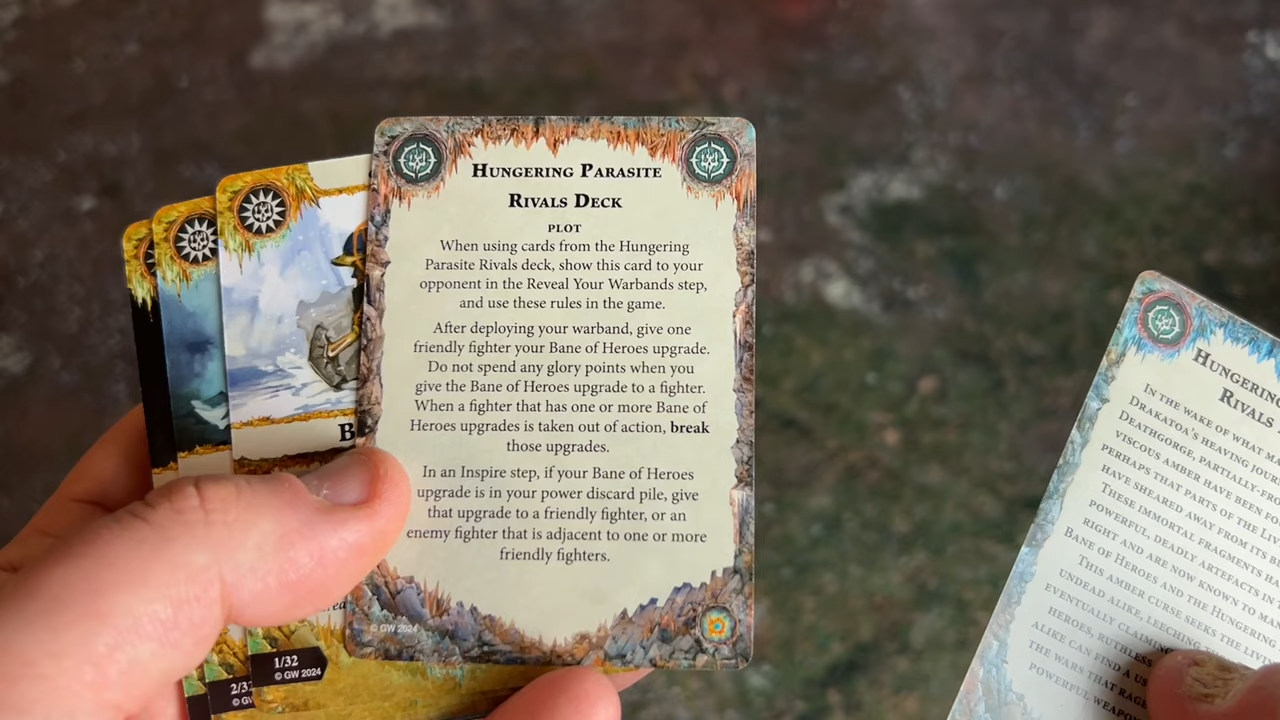 Hungering Parasite
Rivals Deck
PLOT
When using cards from the Hungering
Parasite Rivals deck, show this card to your
opponent in the Reveal Your Warbands step,
and use these rules in the game.
After deploying your warband, give one
friendly fighter your Bane of Heroes upgrade.
Do not spend any glory points when you
give the Bane of Heroes upgrade to a fighter.
When a fighter that has one or more Bane of
Heroes upgrades is taken out of action, break
those upgrades.
In an Inspire step, if your Bane of Heroes
upgrade is in your power discard pile, give
that upgrade to a friendly fighter, or an
enemy fighter that is adjacent to one or more
friendly fighters.
© GW 2024
B
1/32
© GW 2024
2/32
© GW
Hungering
Rivals
In the wake of what
Drakatoa's heaving
Deathgorge, partially-
viscous amber have been
perhaps that parts of the
have sheared away from its
These immortal fragments
powerful, deadly artefacts in
right and are now known to
Bane of Heroes and the
This amber curse seeks the
undead alike, leeching
eventually claiming
heroes, ruthless
alike can find a
the wars that
powerful